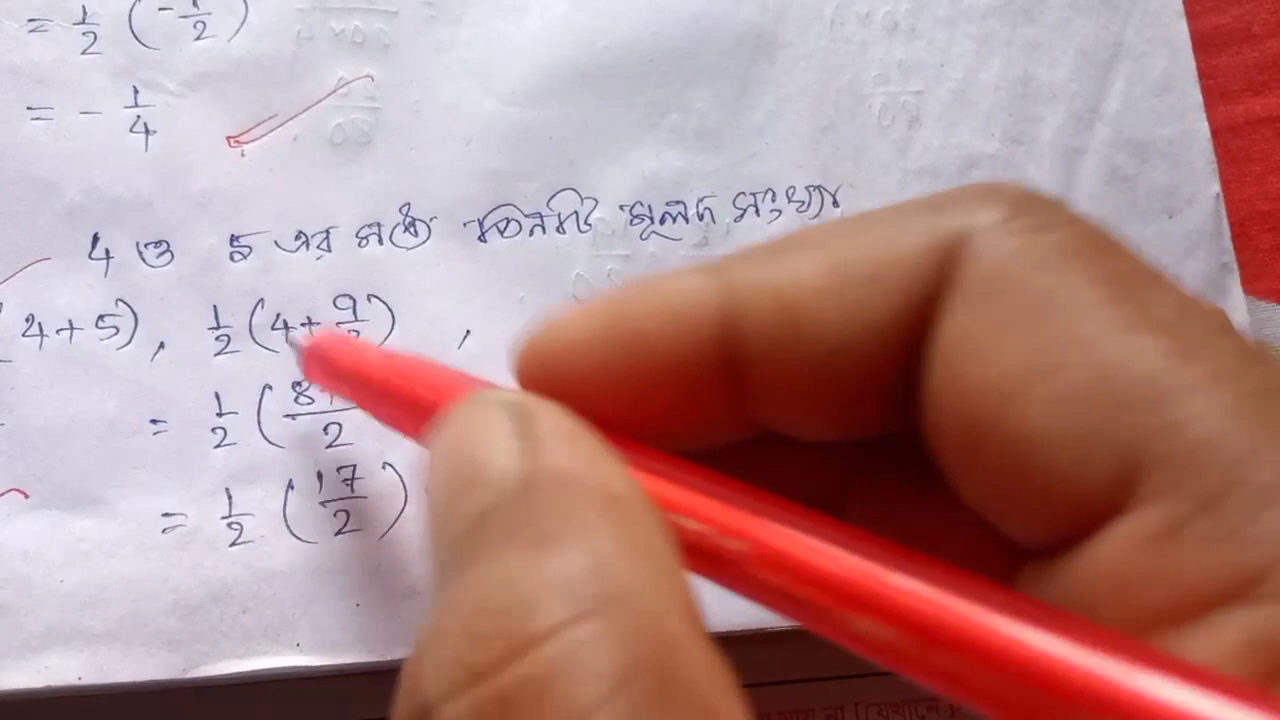 = 1/2 (-1/2)
= - 1/4
4 ও 5 এর মধ্যে তিনটি মূলদ সংখ্যা
4+5), 1/2 (4+ 9/2) ,
= 1/2 (8+ /2
= 1/2 (17/2)